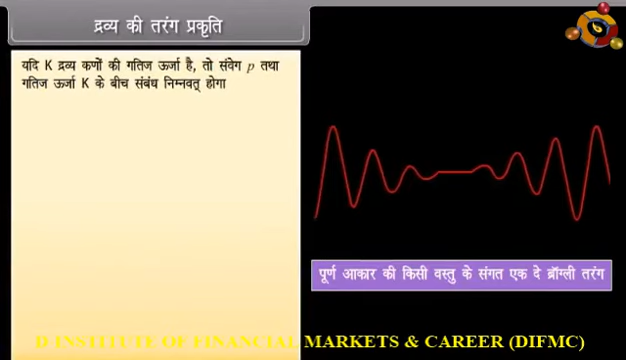 द्रव्य की तरंग प्रकृति
यदि K द्रव्य कणों की गतिज ऊर्जा है, तो संवेग p तथा
गतिज ऊर्जा K के बीच संबंध निम्नवत् होगा
पूर्ण आकार की किसी वस्तु के संगत एक दे ब्रॉग्ली तरंग
D INSTITUTE OF FINANCIAL MARKETS & CAREER (DIFMC)